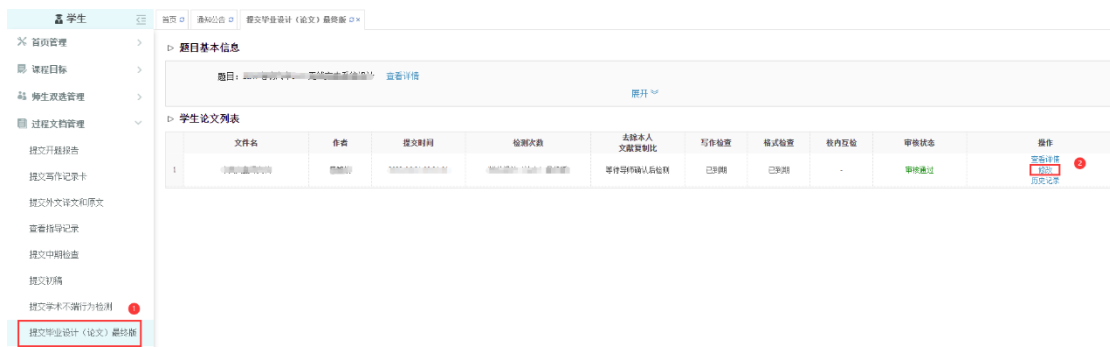 学生
首页 通知公告 提交毕业设计（论文）最终版 ×
首页管理
题目基本信息
课程目标
题目： 查看详情
师生双选管理
展开
过程文档管理
学生论文列表
文件名 作者 提交时间 检测次数 去除本人文献复制比 写作检查 格式检查 校内互检 审核状态 操作
1 等待导师确认后检测 已到期 已到期 - 审核通过 查看详情
修改 2
历史记录
提交开题报告
提交写作记录卡
提交外文译文和原文
查看指导记录
提交中期检查
提交初稿
提交学术不端行为检测 1
提交毕业设计（论文）最终版